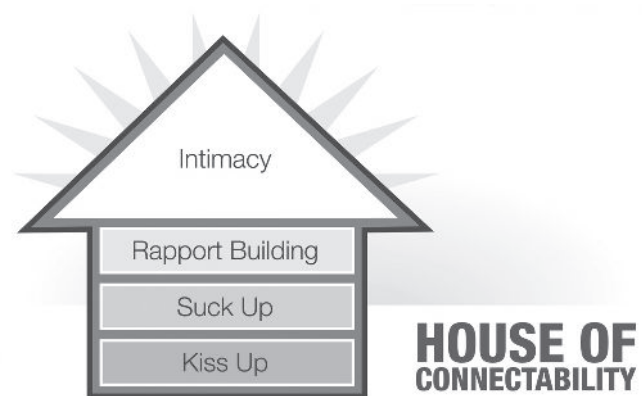 Intimacy
Rapport Building
Suck Up
Kiss Up
HOUSE OF
CONNECTABILITY